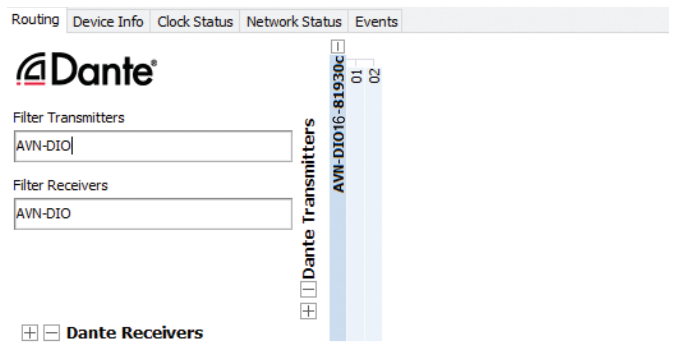 Routing Device Info Clock Status Network Status Events
Dante®
Filter Transmitters
AVN-DIO
Filter Receivers
AVN-DIO
Dante Transmitters
AVN-DIO16-81930c
01
02
Dante Receivers